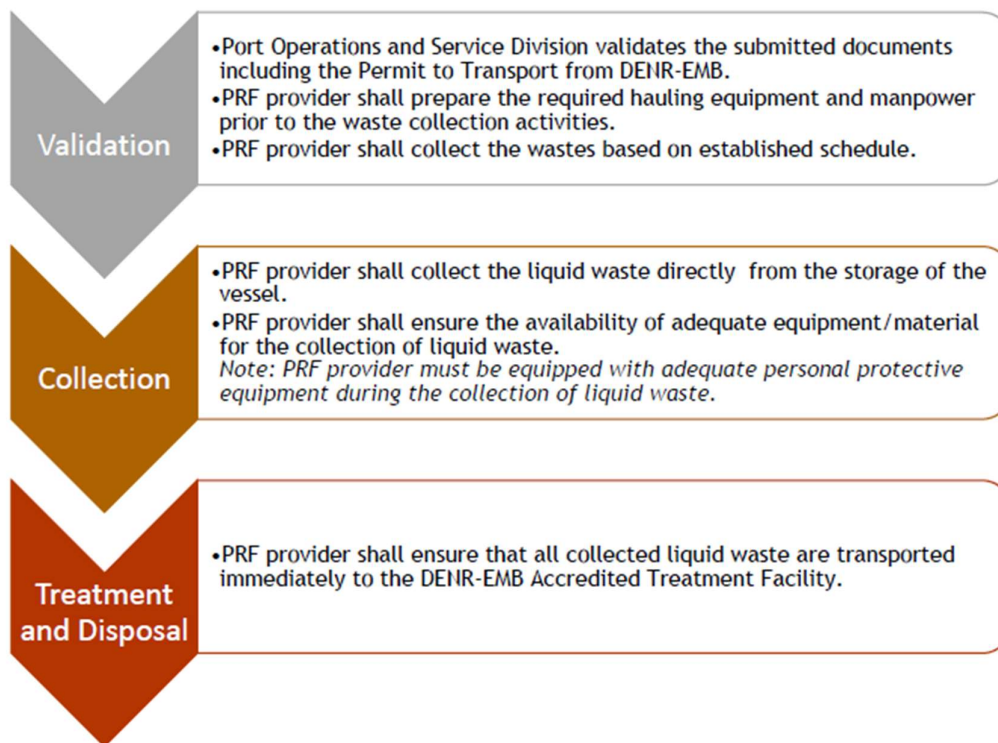 Validation
•Port Operations and Service Division validates the submitted documents
including the Permit to Transport from DENR-EMB.
•PRF provider shall prepare the required hauling equipment and manpower
prior to the waste collection activities.
•PRF provider shall collect the wastes based on established schedule.
Collection
•PRF provider shall collect the liquid waste directly from the storage of the
vessel.
•PRF provider shall ensure the availability of adequate equipment/material
for the collection of liquid waste.
Note: PRF provider must be equipped with adequate personal protective
equipment during the collection of liquid waste.
Treatment
and Disposal
•PRF provider shall ensure that all collected liquid waste are transported
immediately to the DENR-EMB Accredited Treatment Facility.